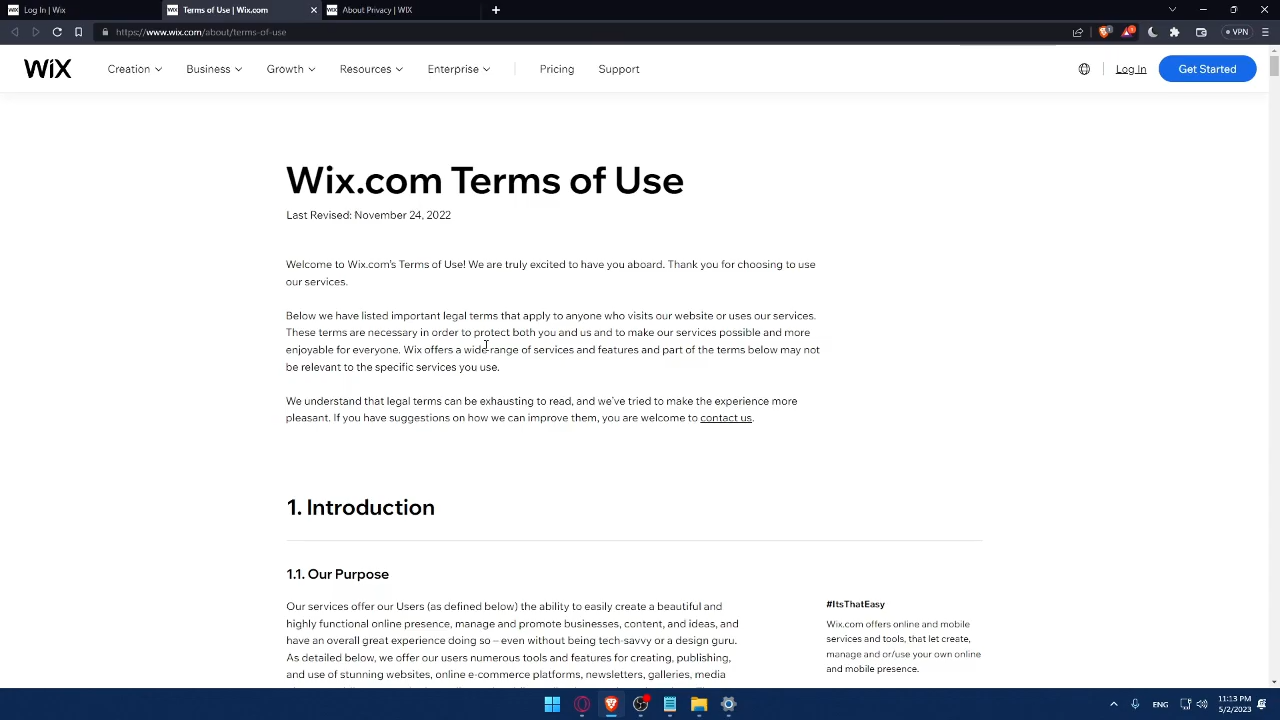 Log In | Wix
Terms of Use | Wix.com
About Privacy | WIX
https://www.wix.com/about/terms-of-use
VPN
WiX
Creation
Business
Growth
Resources
Enterprise
Pricing
Support
Log In
Get Started
Wix.com Terms of Use
Last Revised: November 24, 2022
Welcome to Wix.com's Terms of Use! We are truly excited to have you aboard. Thank you for choosing to use
our services.
Below we have listed important legal terms that apply to anyone who visits our website or uses our services.
These terms are necessary in order to protect both you and us and to make our services possible and more
enjoyable for everyone. Wix offers a wide range of services and features and part of the terms below may not
be relevant to the specific services you use.
We understand that legal terms can be exhausting to read, and we've tried to make the experience more
pleasant. If you have suggestions on how we can improve them, you are welcome to contact us.
1. Introduction
1.1. Our Purpose
Our services offer our Users (as defined below) the ability to easily create a beautiful and
highly functional online presence, manage and promote businesses, content, and ideas, and
have an overall great experience doing so – even without being tech-savvy or a design guru.
As detailed below, we offer our users numerous tools and features for creating, publishing,
and use of stunning websites, online e-commerce platforms, newsletters, galleries, media
#ItsThatEasy
Wix.com offers online and mobile
services and tools, that let create,
manage and or/use your own online
and mobile presence.
ENG
11:13 PM
5/2/2023